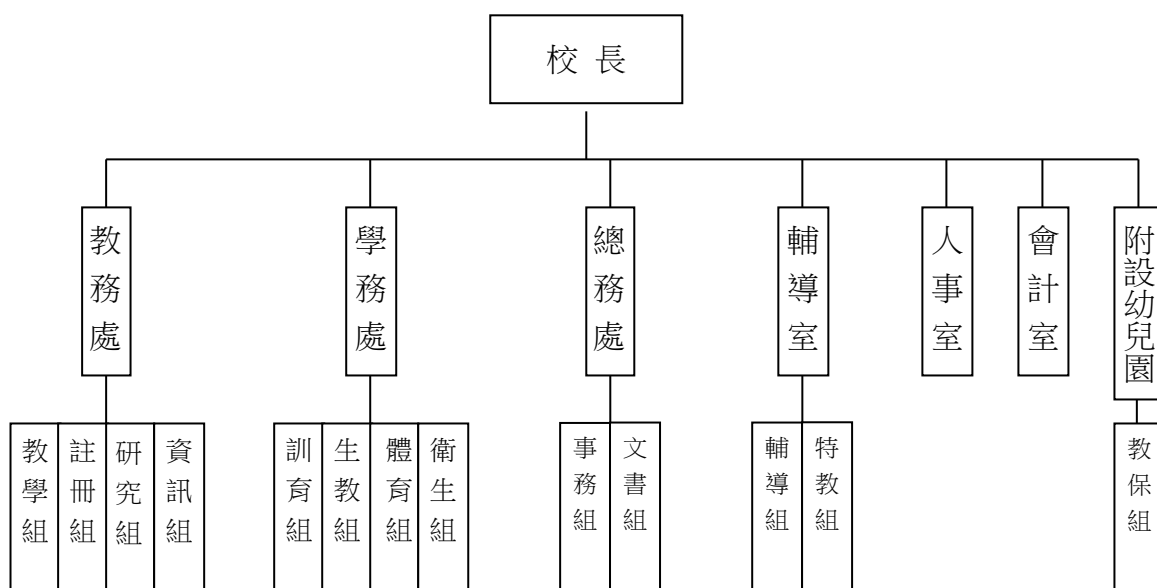 校長
教務處
學務處
總務處
輔導室
人事室
會計室
附設幼兒園
教學組
註冊組
研究組
資訊組
訓育組
生教組
體育組
衛生組
事務組
文書組
輔導組
特教組
教保組